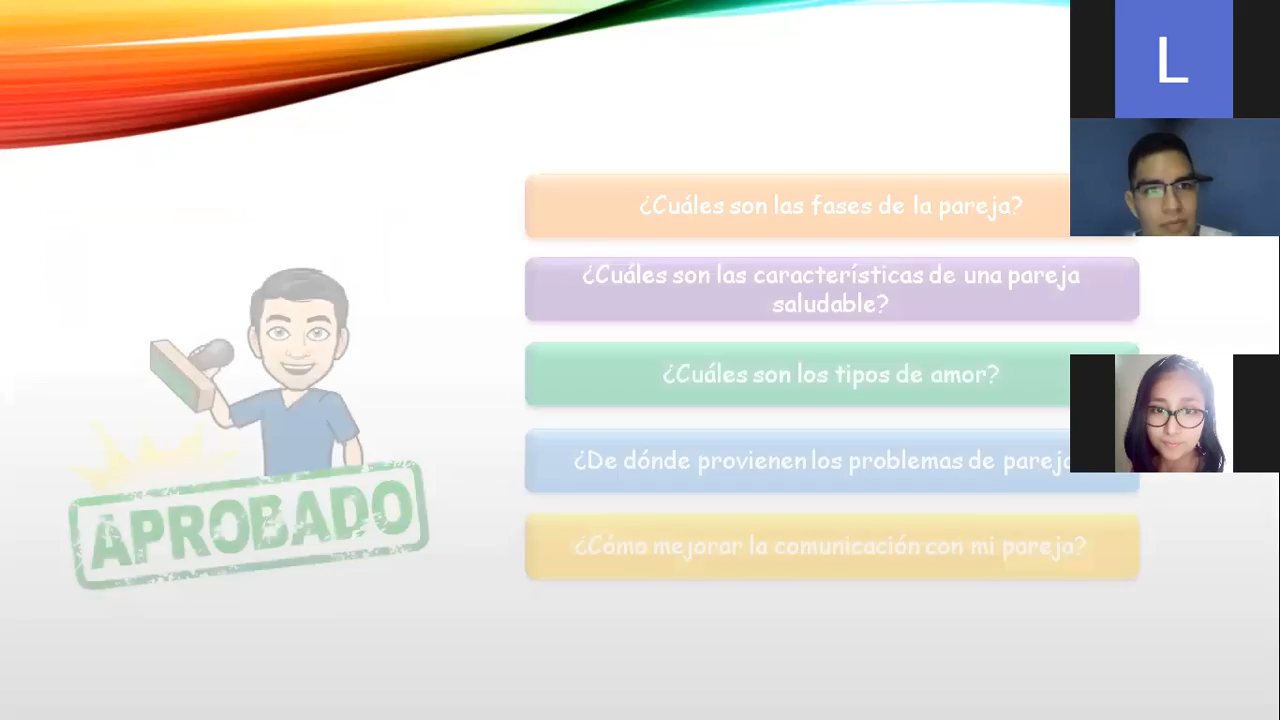 L
¿Cuáles son las fases de la pareja?
¿Cuáles son las características de una pareja
saludable?
¿Cuáles son los tipos de amor?
¿De dónde provienen los problemas de pareja
¿Cómo mejorar la comunicación con mi pareja?
APROBADO